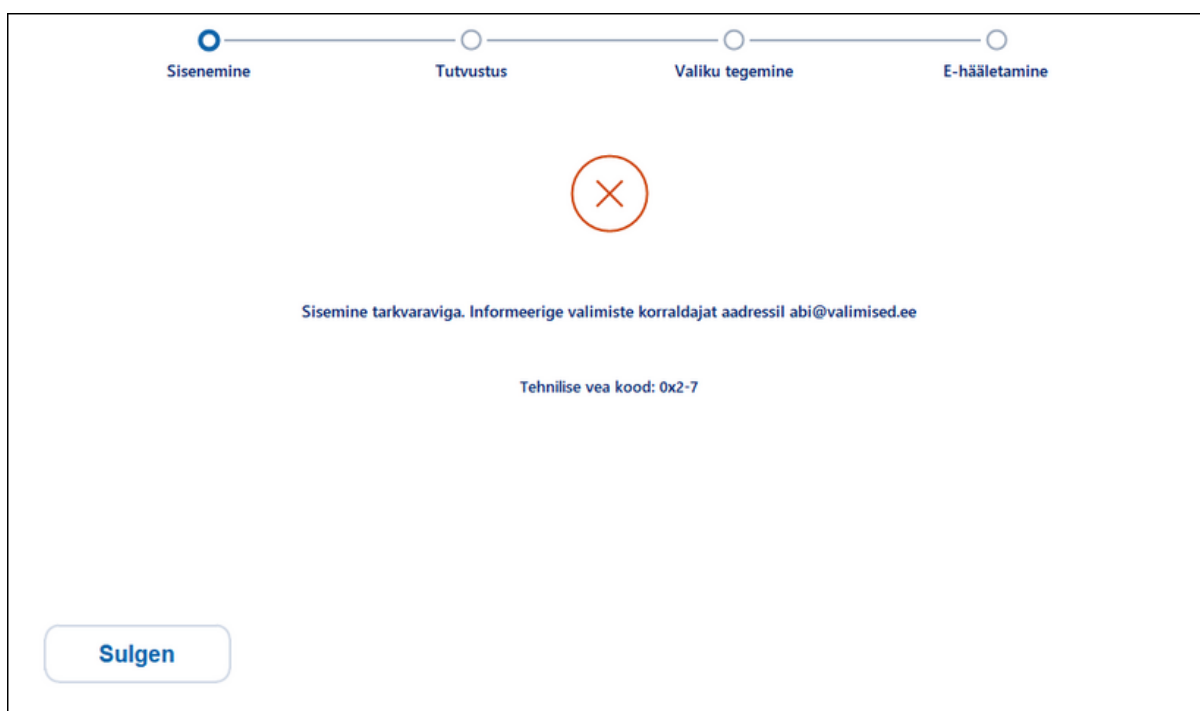 Sisenemine
Tutvustus
Valiku tegemine
E-hääletamine
Sisemine tarkvaraviga. Informeerige valimiste korraldajat aadressil abi@valimised.ee
Tehnilise vea kood: 0x2-7
Sulgen